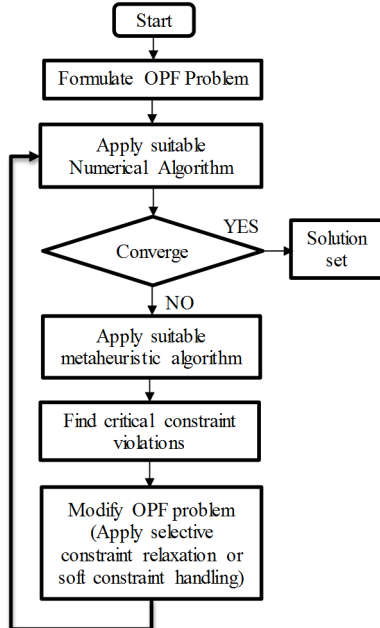 Start
Formulate OPF Problem
Apply suitable
Numerical Algorithm
YES
Converge
Solution
set
NO
Apply suitable
metaheuristic algorithm
Find critical constraint
violations
Modify OPF problem
(Apply selective
constraint relaxation or
soft constraint handling)